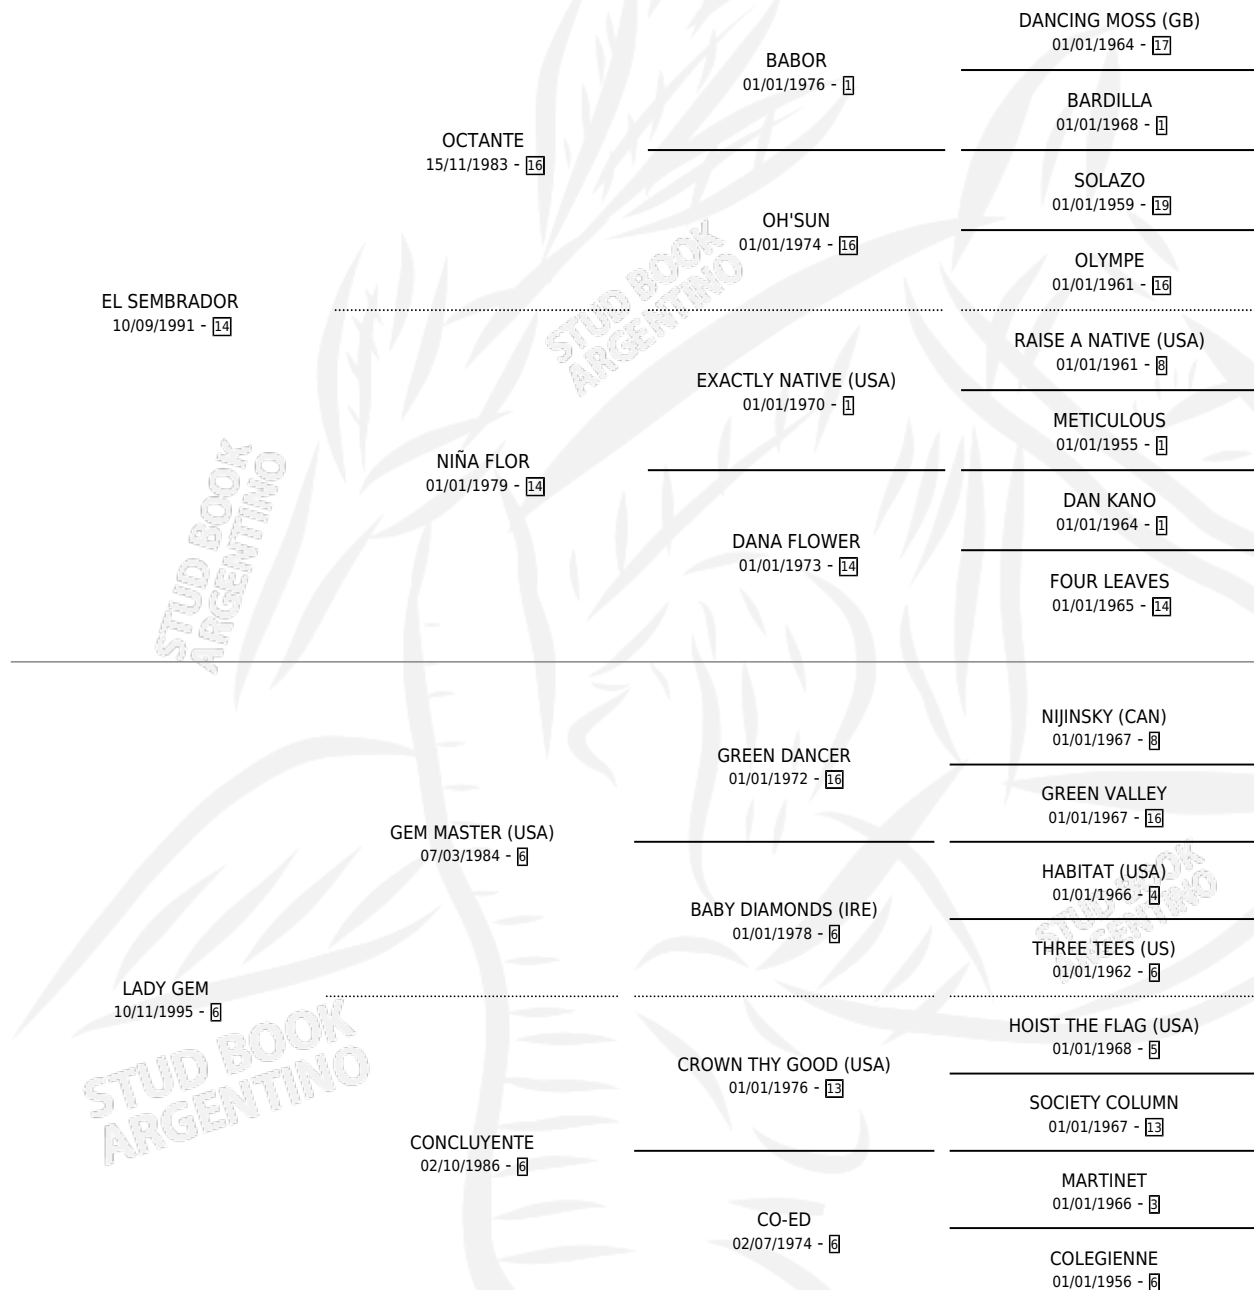 DANCING MOSS (GB)
01/01/1964 - 17
BABOR
01/01/1976 - 1
BARDILLA
01/01/1968 - 1
OCTANTE
15/11/1983 - 16
SOLAZO
01/01/1959 - 19
OH'SUN
01/01/1974 - 16
OLYMPE
01/01/1961 - 16
EL SEMBRADOR
10/09/1991 - 14
RAISE A NATIVE (USA)
01/01/1961 - 8
EXACTLY NATIVE (USA)
01/01/1970 - 1
METICULOUS
01/01/1955 - 1
NIÑA FLOR
01/01/1979 - 14
DAN KANO
01/01/1964 - 1
DANA FLOWER
01/01/1973 - 14
FOUR LEAVES
01/01/1965 - 14
STUD BOOK
ARGENTINO
STUD BOOK
ARGENTINO
NIJINSKY (CAN)
01/01/1967 - 8
GREEN DANCER
01/01/1972 - 16
GREEN VALLEY
01/01/1967 - 16
GEM MASTER (USA)
07/03/1984 - 6
HABITAT (USA)
01/01/1966 - 4
BABY DIAMONDS (IRE)
01/01/1978 - 6
THREE TEES (US)
01/01/1962 - 6
LADY GEM
10/11/1995 - 6
HOIST THE FLAG (USA)
01/01/1968 - 5
CROWN THY GOOD (USA)
01/01/1976 - 13
SOCIETY COLUMN
01/01/1967 - 13
CONCLUYENTE
02/10/1986 - 6
MARTINET
01/01/1966 - 3
CO-ED
02/07/1974 - 6
COLEGIENNE
01/01/1956 - 6
STUD BOOK
ARGENTINO
STUD BOOK
ARGENTINO